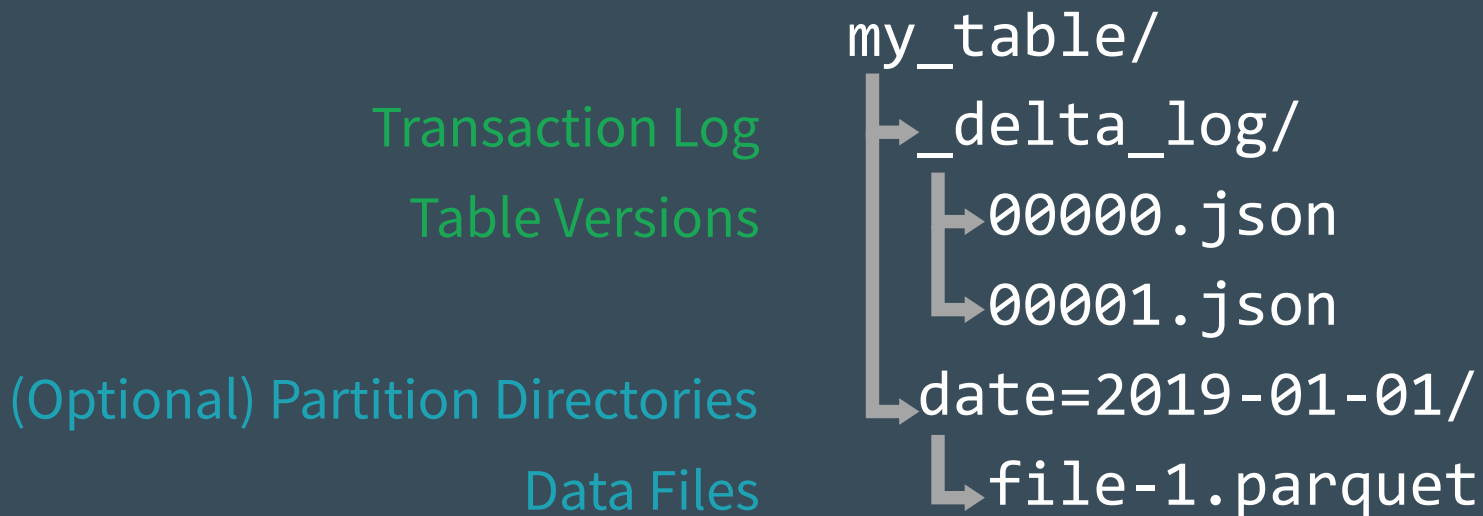 my_table/
Transaction Log _delta_log/
Table Versions 00000.json
00001.json
(Optional) Partition Directories date=2019-01-01/
Data Files file-1.parquet